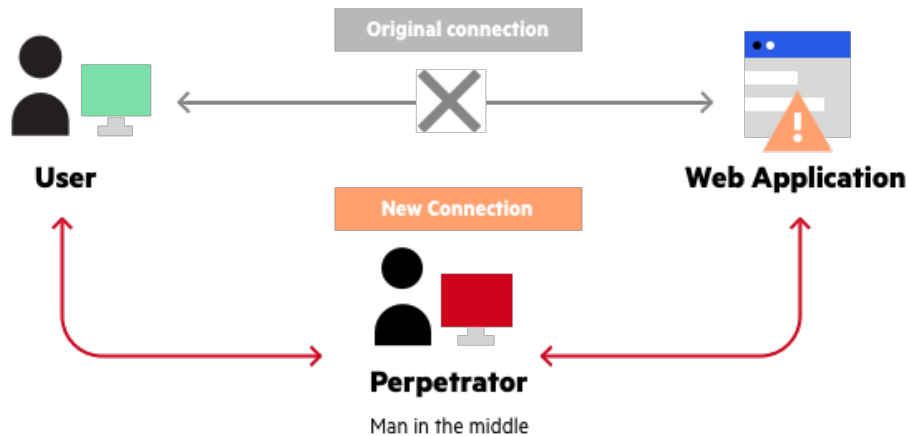 Original connection
User
Web Application
New Connection
Perpetrator
Man in the middle